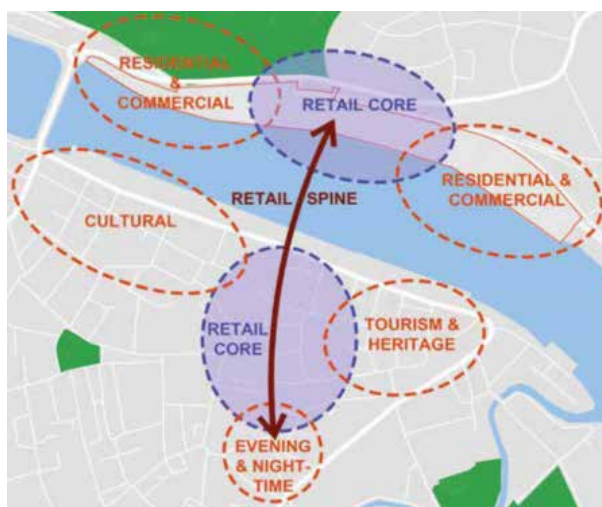 RESIDENTIAL
&
COMMERCIAL
RETAIL CORE
RESIDENTIAL &
COMMERCIAL
RETAIL SPINE
CULTURAL
RETAIL
CORE
TOURISM &
HERITAGE
EVENING
& NIGHT-
TIME